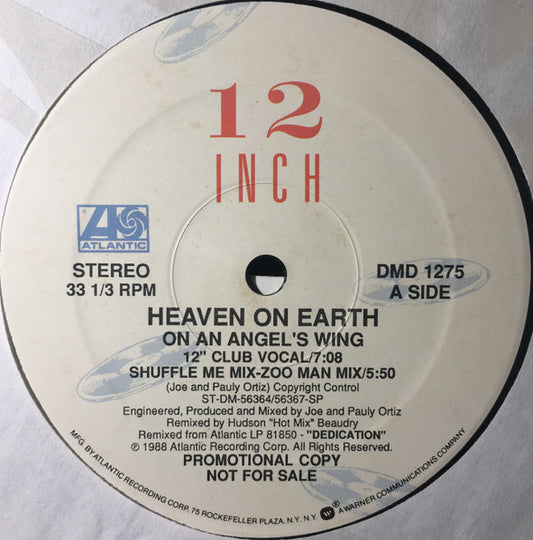 12
INCH
ATLANTIC
STEREO
33 1/3 RPM
DMD 1275
A SIDE
HEAVEN ON EARTH
ON AN ANGEL'S WING
12" CLUB VOCAL/7:08
SHUFFLE ME MIX-ZOO MAN MIX/5:50
(Joe and Pauly Ortiz) Copyright Control
ST-DM-56364/56367-SP
Engineered, Produced and Mixed by Joe and Pauly Ortiz
Remixed by Hudson "Hot Mix" Beaudry
Remixed from Atlantic LP 81850 - "DEDICATION"
℗ 1988 Atlantic Recording Corp. All Rights Reserved.
PROMOTIONAL COPY
NOT FOR SALE
MFG. BY ATLANTIC RECORDING CORP. 75 ROCKEFELLER PLAZA, N.Y. N.Y. W ® A WARNER COMMUNICATIONS COMPANY